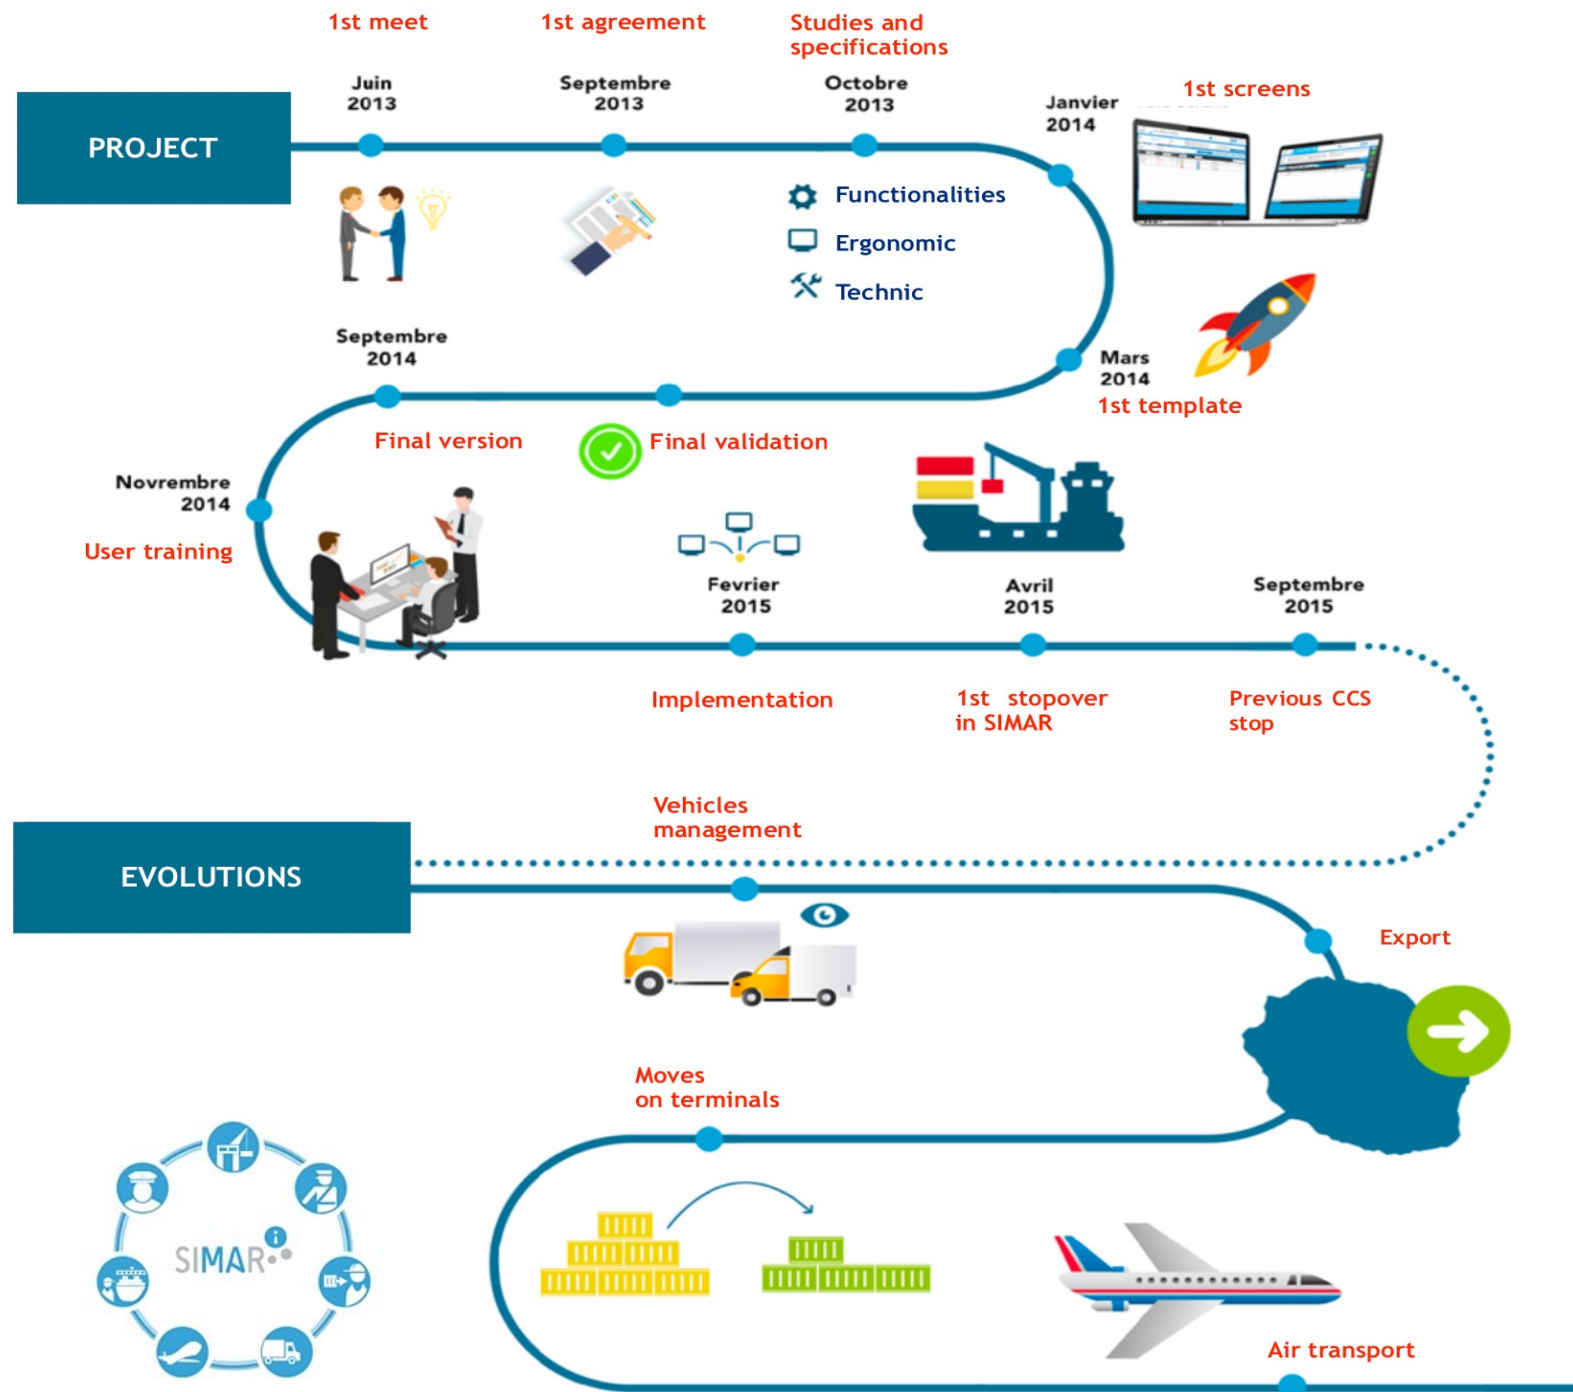 1st meet
1st agreement
Studies and
specifications
Juin
2013
Septembre
2013
Octobre
2013
Janvier
2014
1st screens
PROJECT
Functionalities
Ergonomic
Technic
Septembre
2014
Mars
2014
1st template
Final version
Final validation
Novrembre
2014
User training
Fevrier
2015
Avril
2015
Septembre
2015
Implementation
1st stopover
in SIMAR
Previous CCS
stop
Vehicles
management
EVOLUTIONS
Export
Moves
on terminals
SIMAR
Air transport